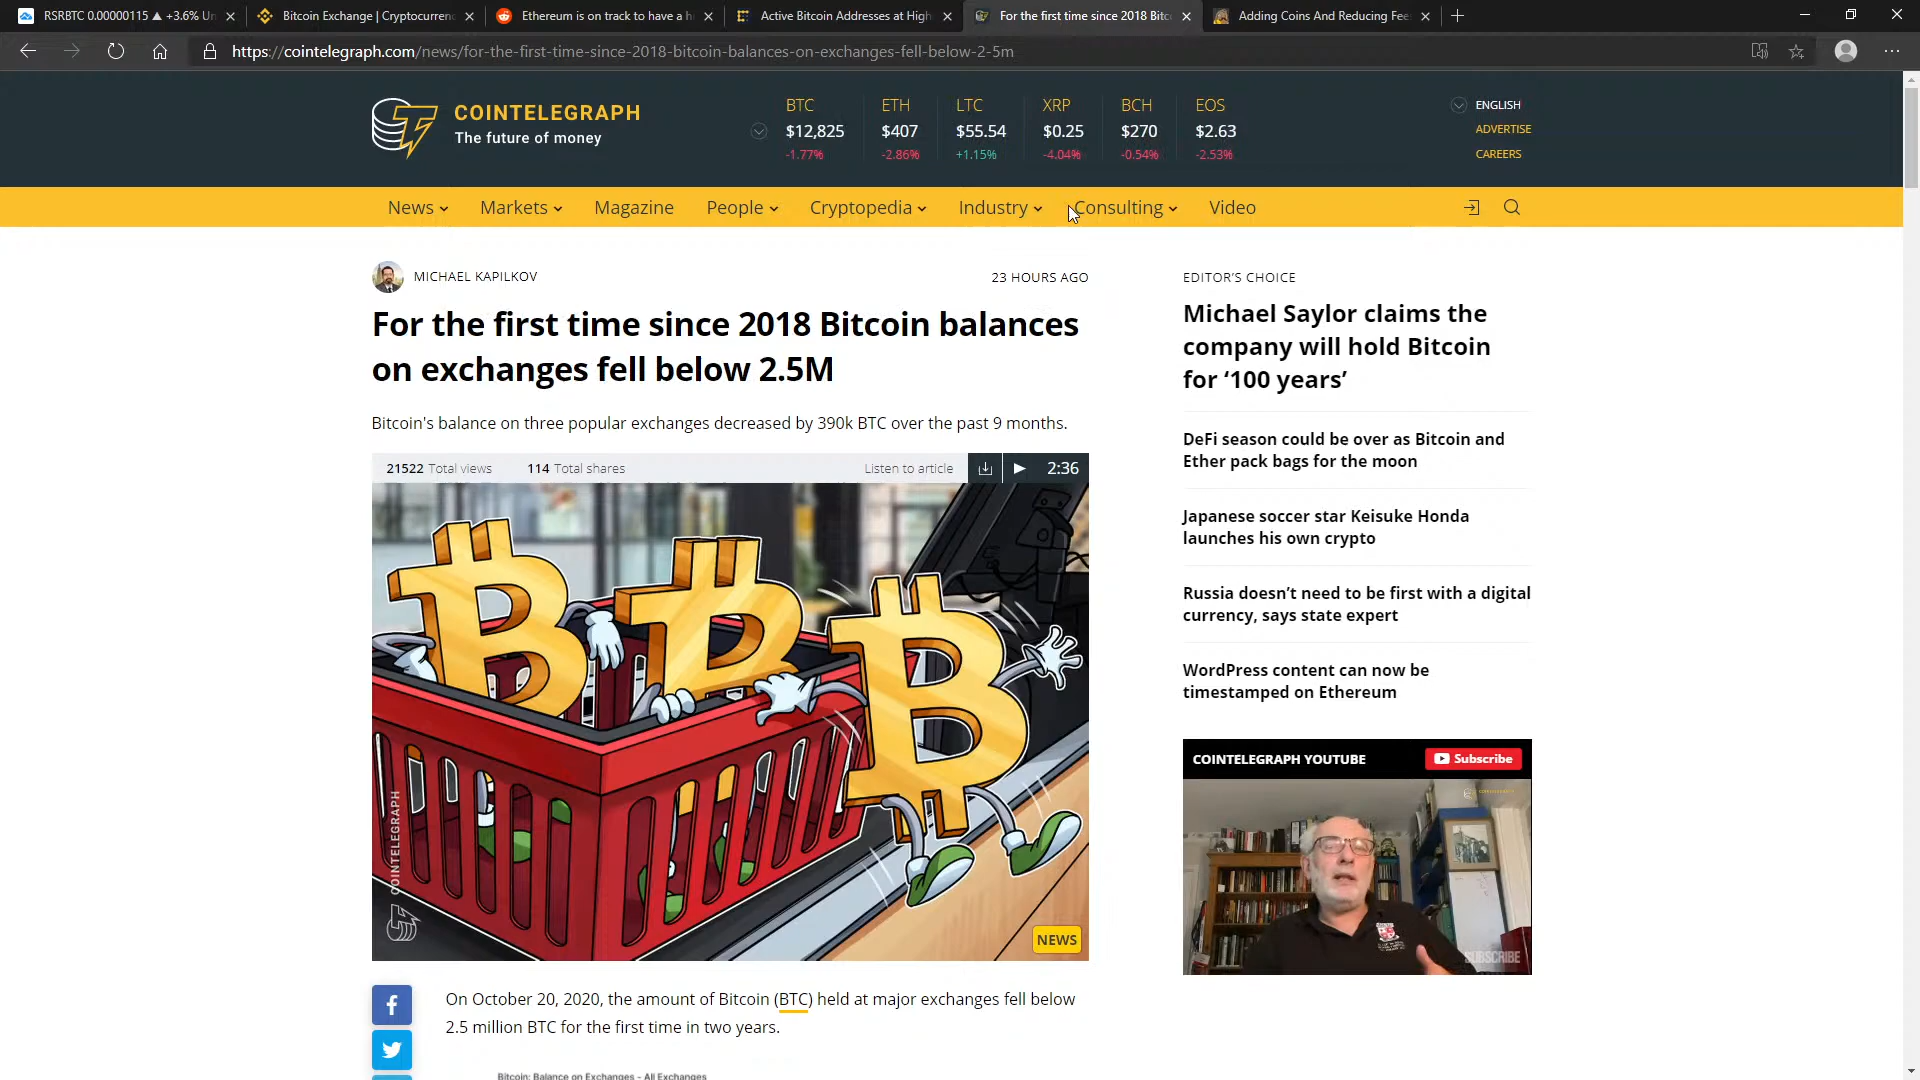 RSRBTC 0.00000115 ▲ +3.6% Un
Bitcoin Exchange | Cryptocurrenc
Ethereum is on track to have a h
Active Bitcoin Addresses at High
For the first time since 2018 Bitc
Adding Coins And Reducing Fee
https://cointelegraph.com/news/for-the-first-time-since-2018-bitcoin-balances-on-exchanges-fell-below-2-5m
COINTELEGRAPH
The future of money
BTC ETH LTC XRP BCH EOS
$12,825 $407 $55.54 $0.25 $270 $2.63
-1.77% -2.86% +1.15% -4.04% -0.54% -2.53%
ENGLISH
ADVERTISE
CAREERS
News Markets Magazine People Cryptopedia Industry Consulting Video
MICHAEL KAPILKOV
23 HOURS AGO
For the first time since 2018 Bitcoin balances
on exchanges fell below 2.5M
Bitcoin's balance on three popular exchanges decreased by 390k BTC over the past 9 months.
21522 Total views 114 Total shares Listen to article 2:36
COINTELEGRAPH
NEWS
On October 20, 2020, the amount of Bitcoin (BTC) held at major exchanges fell below
2.5 million BTC for the first time in two years.
Bitcoin: Balance on Exchanges - All Exchanges
EDITOR'S CHOICE
Michael Saylor claims the
company will hold Bitcoin
for ‘100 years’
DeFi season could be over as Bitcoin and
Ether pack bags for the moon
Japanese soccer star Keisuke Honda
launches his own crypto
Russia doesn’t need to be first with a digital
currency, says state expert
WordPress content can now be
timestamped on Ethereum
COINTELEGRAPH YOUTUBE
Subscribe
SUBSCRIBE